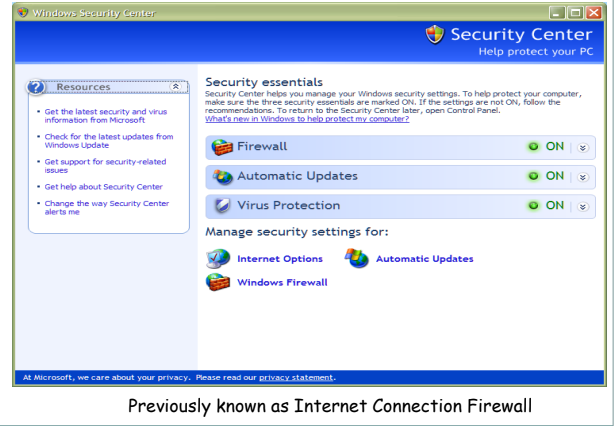 Windows Security Center
Security Center
Help protect your PC
Resources
Get the latest security and virus
information from Microsoft
Check for the latest updates from
Windows Update
Get support for security-related
issues
Get help about Security Center
Change the way Security Center
alerts me
Security essentials
Security Center helps you manage your Windows security settings. To help protect your computer,
make sure the three security essentials are marked ON. If the settings are not ON, follow the
recommendations. To return to the Security Center later, open Control Panel.
What's new in Windows to help protect my computer?
Firewall ON
Automatic Updates ON
Virus Protection ON
Manage security settings for:
Internet Options Automatic Updates
Windows Firewall
At Microsoft, we care about your privacy. Please read our privacy statement.
Previously known as Internet Connection Firewall